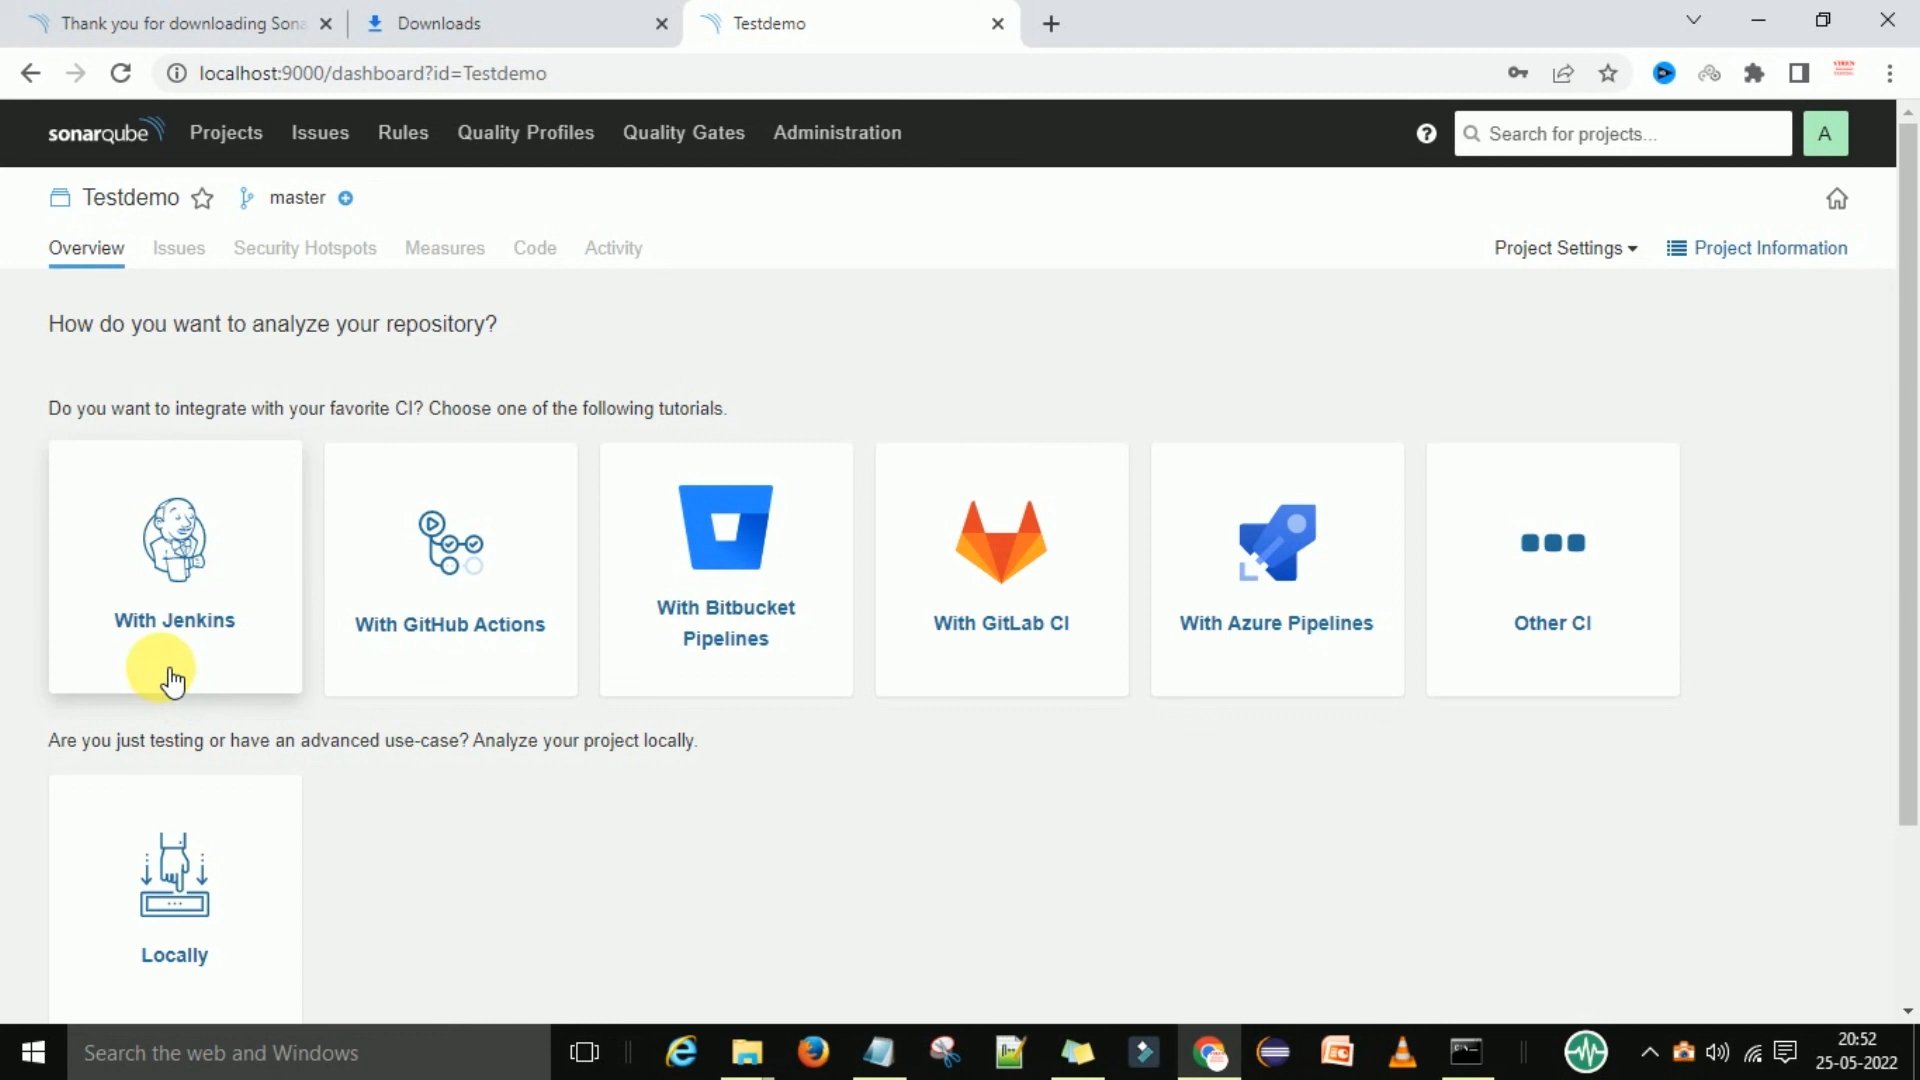 Thank you for downloading Sona
Downloads
Testdemo
localhost:9000/dashboard?id=Testdemo
sonarqube
Projects
Issues
Rules
Quality Profiles
Quality Gates
Administration
Search for projects...
A
Testdemo
master
Overview
Issues
Security Hotspots
Measures
Code
Activity
Project Settings
Project Information
How do you want to analyze your repository?
Do you want to integrate with your favorite CI? Choose one of the following tutorials.
With Jenkins
With GitHub Actions
With Bitbucket
Pipelines
With GitLab CI
With Azure Pipelines
Other CI
Are you just testing or have an advanced use-case? Analyze your project locally.
Locally
Search the web and Windows
20:52
25-05-2022